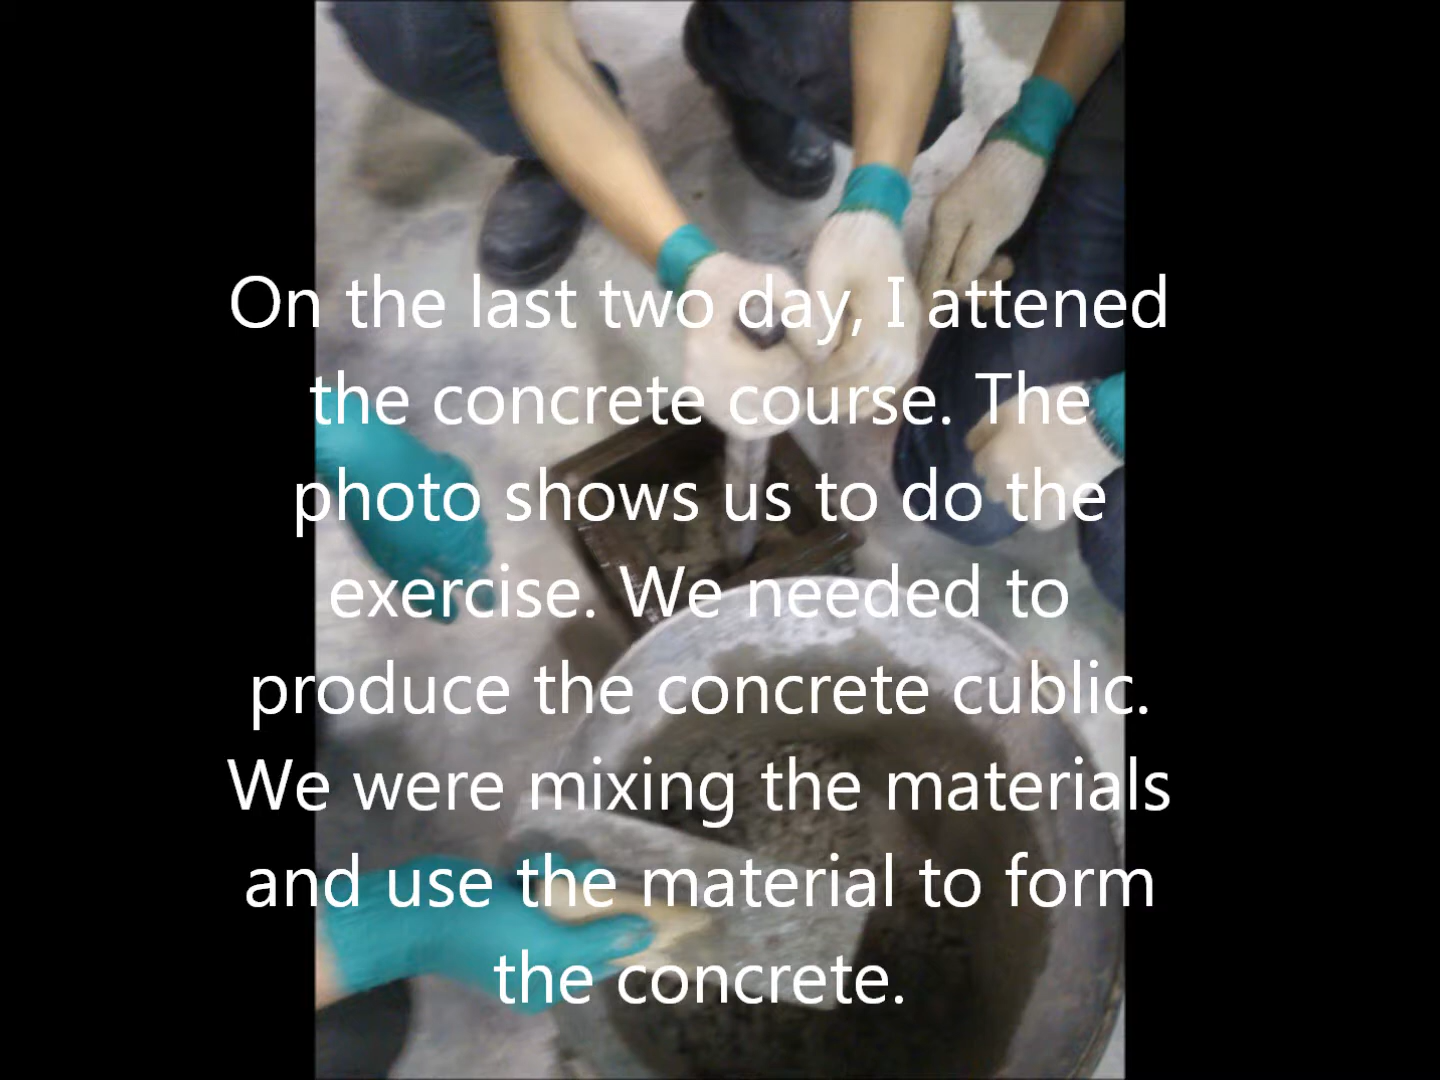 On the last two day, I attened
the concrete course. The
photo shows us to do the
exercise. We needed to
produce the concrete cublic.
We were mixing the materials
and use the material to form
the concrete.